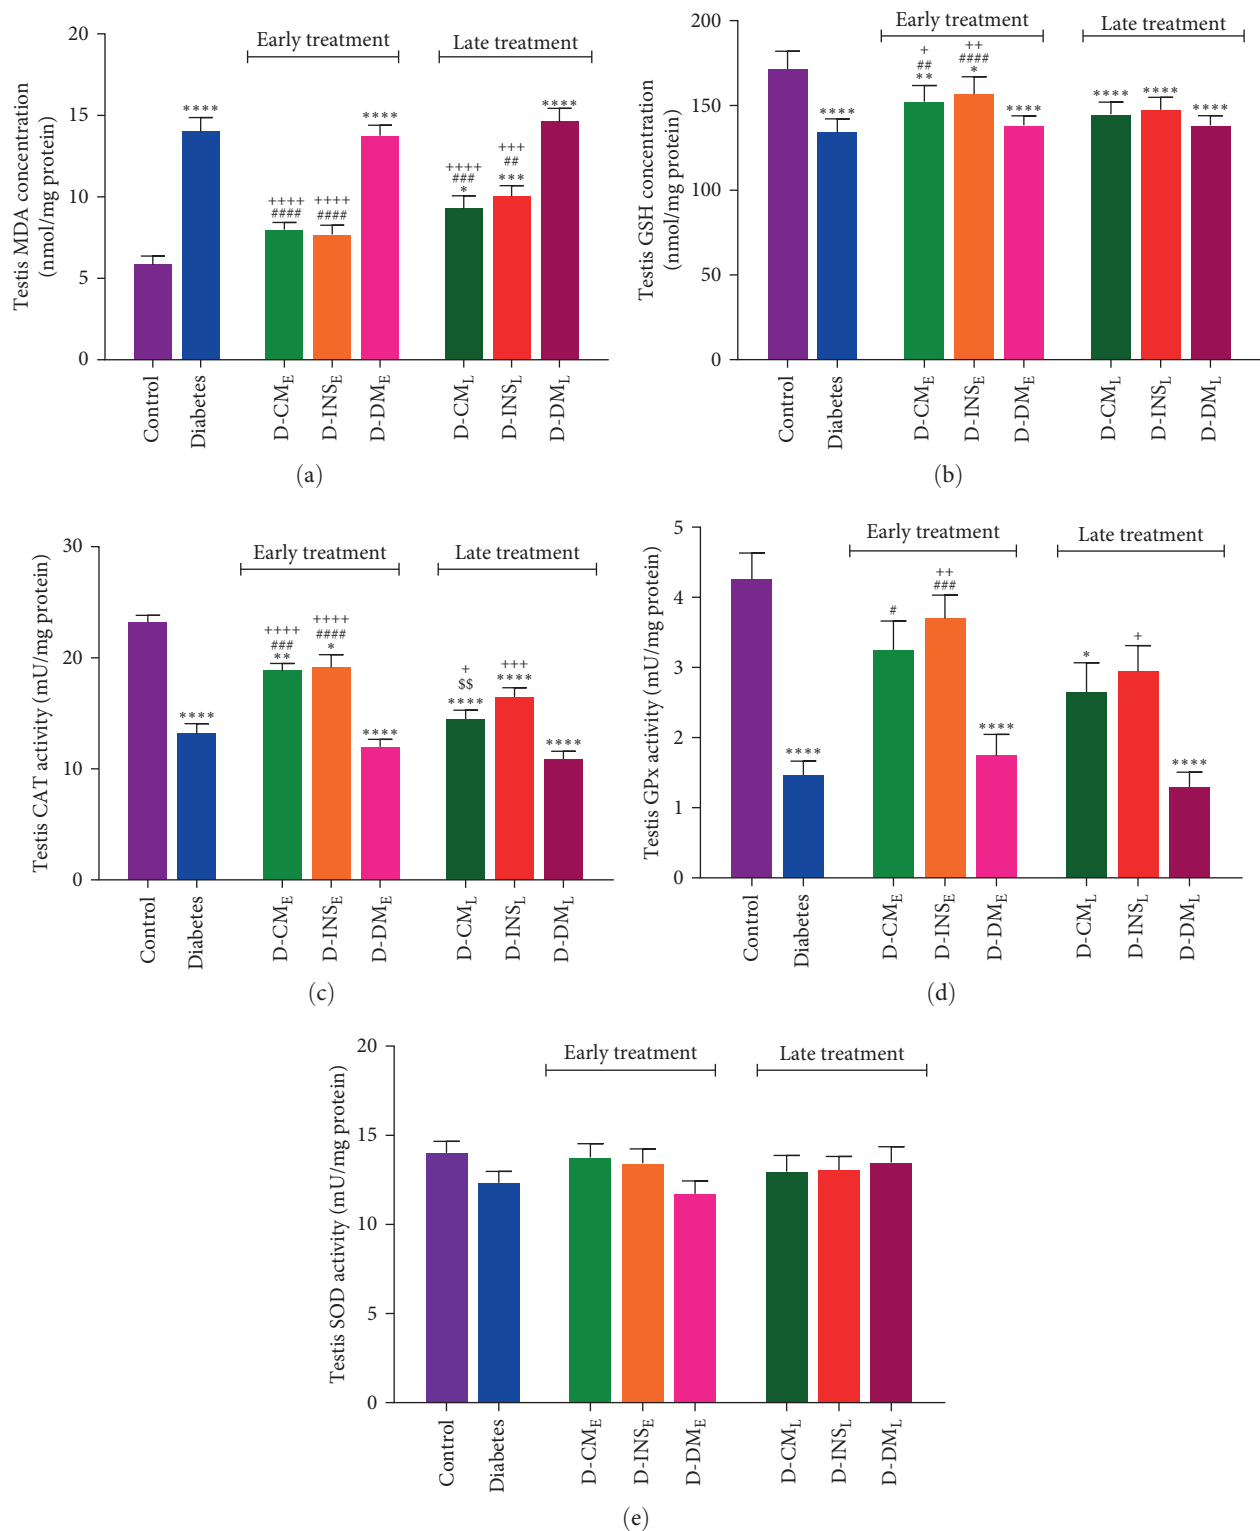 Testis MDA concentration
(nmol/mg protein)
20
15
10
5
0
Early treatment
Late treatment
****
++++
####
++++
####
****
++++
###
*
+++
##
***
****
Control
Diabetes
D-CME
D-INSE
D-DME
D-CML
D-INSL
D-DML
(a)
Testis GSH concentration
(nmol/mg protein)
200
150
100
50
0
Early treatment
Late treatment
****
+
##
**
++
####
*
****
****
****
****
Control
Diabetes
D-CME
D-INSE
D-DME
D-CML
D-INSL
D-DML
(b)
Testis CAT activity (mU/mg protein)
30
20
10
0
Early treatment
Late treatment
****
++++
###
**
++++
####
*
****
+
$$
****
+++
****
****
Control
Diabetes
D-CME
D-INSE
D-DME
D-CML
D-INSL
D-DML
(c)
Testis GPx activity (mU/mg protein)
5
4
3
2
1
0
Early treatment
Late treatment
****
#
++
###
****
*
+
****
Control
Diabetes
D-CME
D-INSE
D-DME
D-CML
D-INSL
D-DML
(d)
Testis SOD activity (mU/mg protein)
20
15
10
5
0
Early treatment
Late treatment
Control
Diabetes
D-CME
D-INSE
D-DME
D-CML
D-INSL
D-DML
(e)